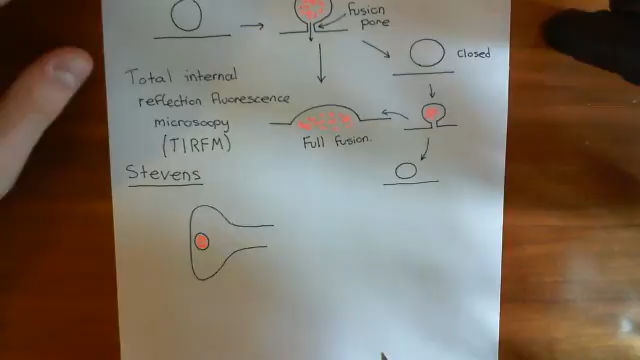 Fusion
pore
Closed
Total internal
reflection fluorescence
microscopy
(TIRFM)
Full fusion.
Stevens